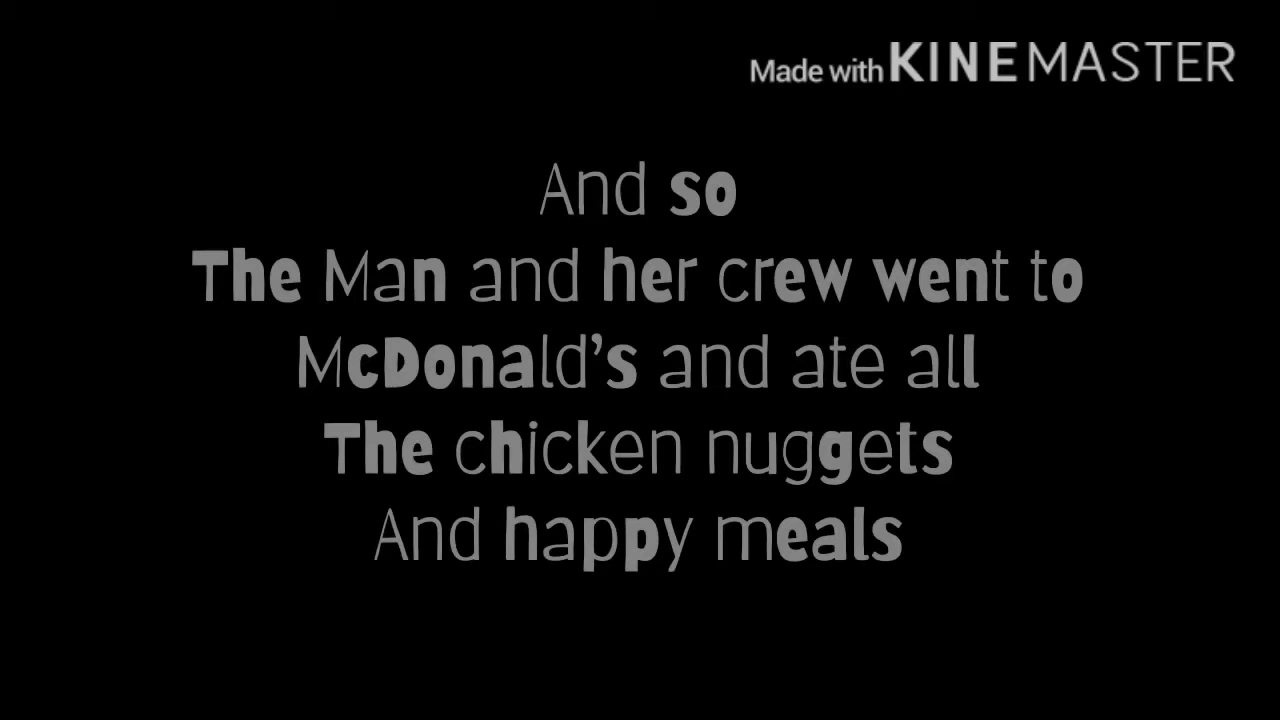 Made with KINEMASTER
And so
The Man and her crew went to
McDonald’s and ate all
The chicken nuggets
And happy meals